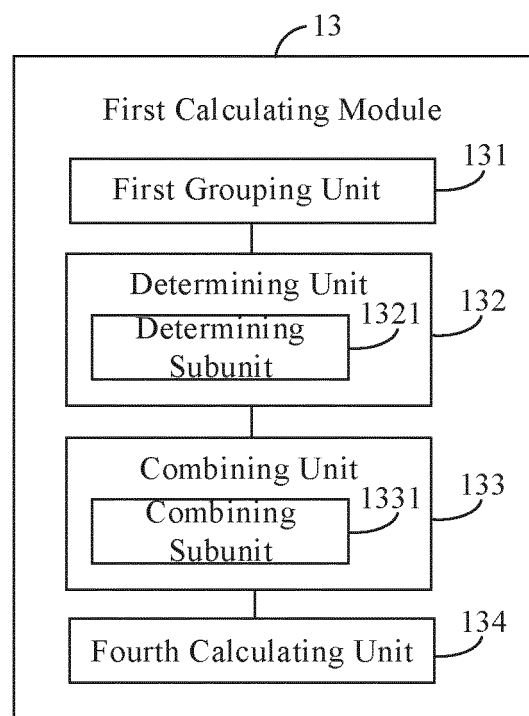 13
First Calculating Module
131
First Grouping Unit
Determining Unit
1321
132
Determining
Subunit
Combining Unit
1331
133
Combining
Subunit
134
Fourth Calculating Unit